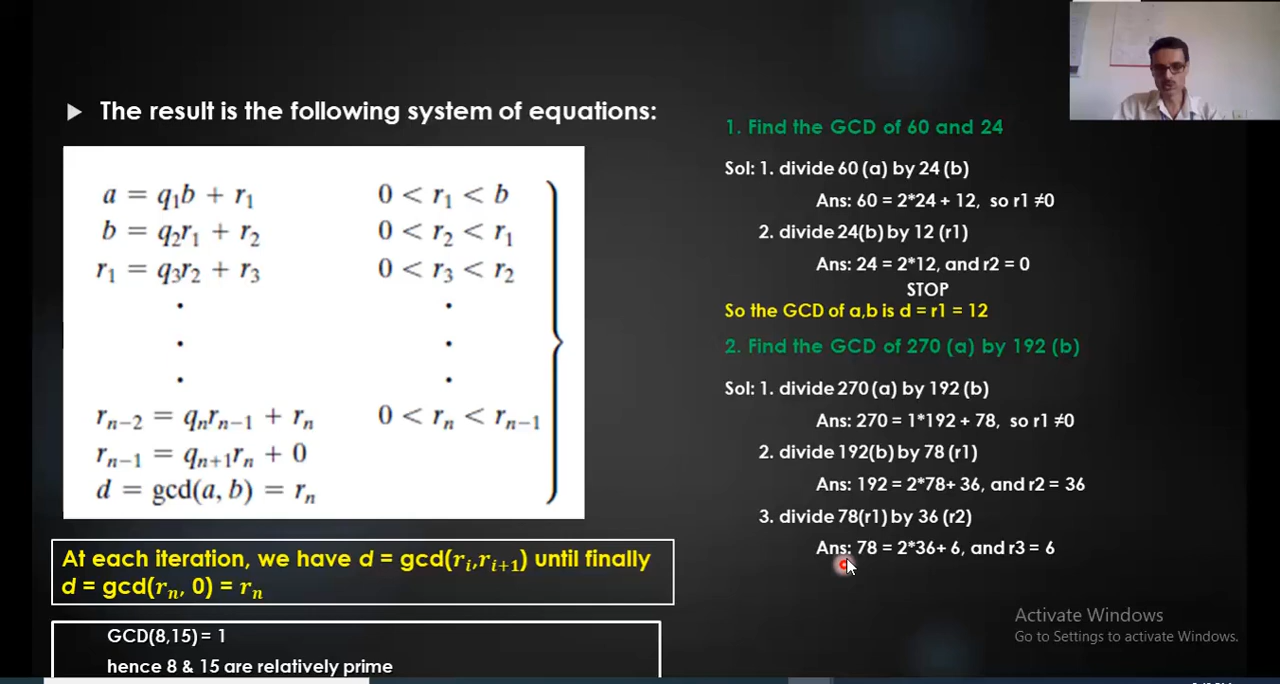 The result is the following system of equations:
a = q₁b + r₁ 0 < r₁ < b
b = q₂r₁ + r₂ 0 < r₂ < r₁
r₁ = q₃r₂ + r₃ 0 < r₃ < r₂
rₙ₋₂ = qₙrₙ₋₁ + rₙ 0 < rₙ < rₙ₋₁
rₙ₋₁ = qₙ₊₁rₙ + 0
d = gcd(a, b) = rₙ
At each iteration, we have d = gcd(rᵢ,rᵢ₊₁) until finally
d = gcd(rₙ, 0) = rₙ
GCD(8,15) = 1
hence 8 & 15 are relatively prime
1. Find the GCD of 60 and 24
Sol: 1. divide 60 (a) by 24 (b)
Ans: 60 = 2*24 + 12, so r1 ≠0
2. divide 24(b) by 12 (r1)
Ans: 24 = 2*12, and r2 = 0
STOP
So the GCD of a,b is d = r1 = 12
2. Find the GCD of 270 (a) by 192 (b)
Sol: 1. divide 270 (a) by 192 (b)
Ans: 270 = 1*192 + 78, so r1 ≠0
2. divide 192(b) by 78 (r1)
Ans: 192 = 2*78+ 36, and r2 = 36
3. divide 78(r1) by 36 (r2)
Ans: 78 = 2*36+ 6, and r3 = 6
Activate Windows
Go to Settings to activate Windows.